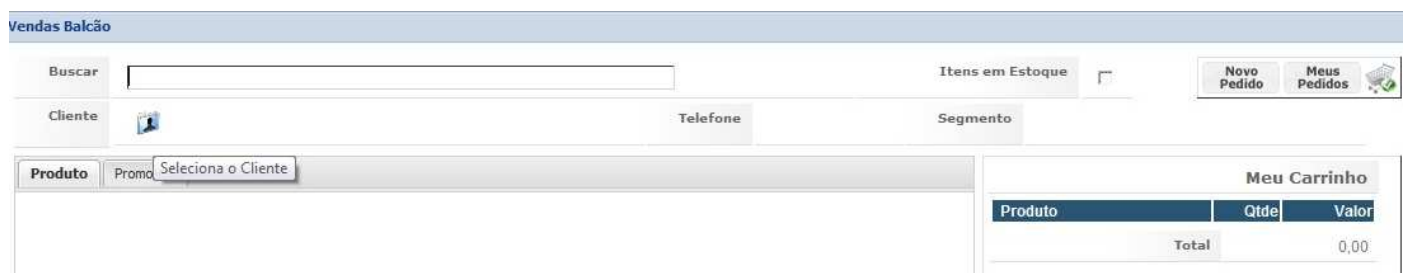 Vendas Balcão
Buscar Itens em Estoque Novo Pedido Meus Pedidos
Cliente Telefone Segmento
Seleciona o Cliente
Produto Meu Carrinho
Produto Qtde Valor
Total 0,00